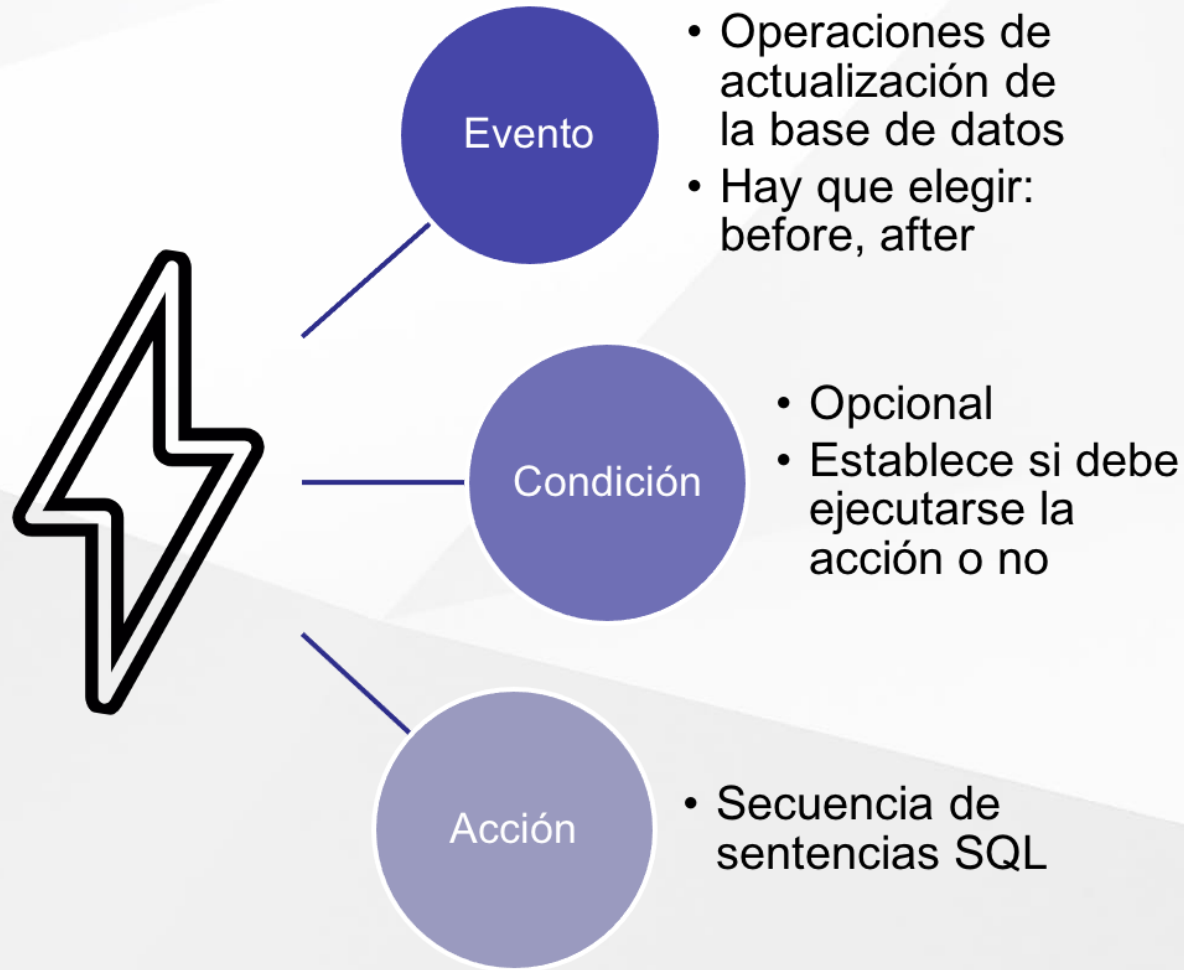 Evento
• Operaciones de
actualización de
la base de datos
• Hay que elegir:
before, after
Condición
• Opcional
• Establece si debe
ejecutarse la
acción o no
Acción
• Secuencia de
sentencias SQL